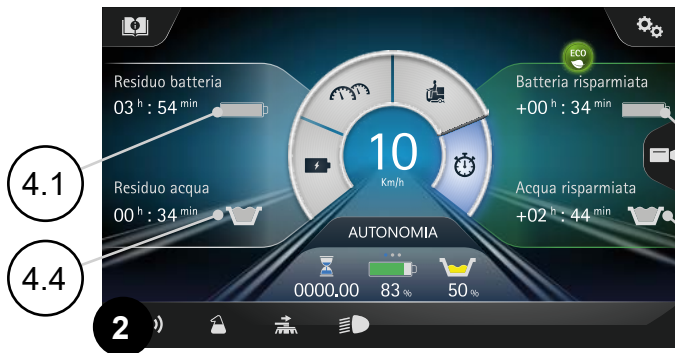 ECO
Residuo batteria
03 h : 54 min
Batteria risparmiata
+00 h : 34 min
10
Km/h
4.1
Residuo acqua
00 h : 34 min
Acqua risparmiata
+02 h : 44 min
AUTONOMIA
4.4
0000.00
83 %
50 %
2